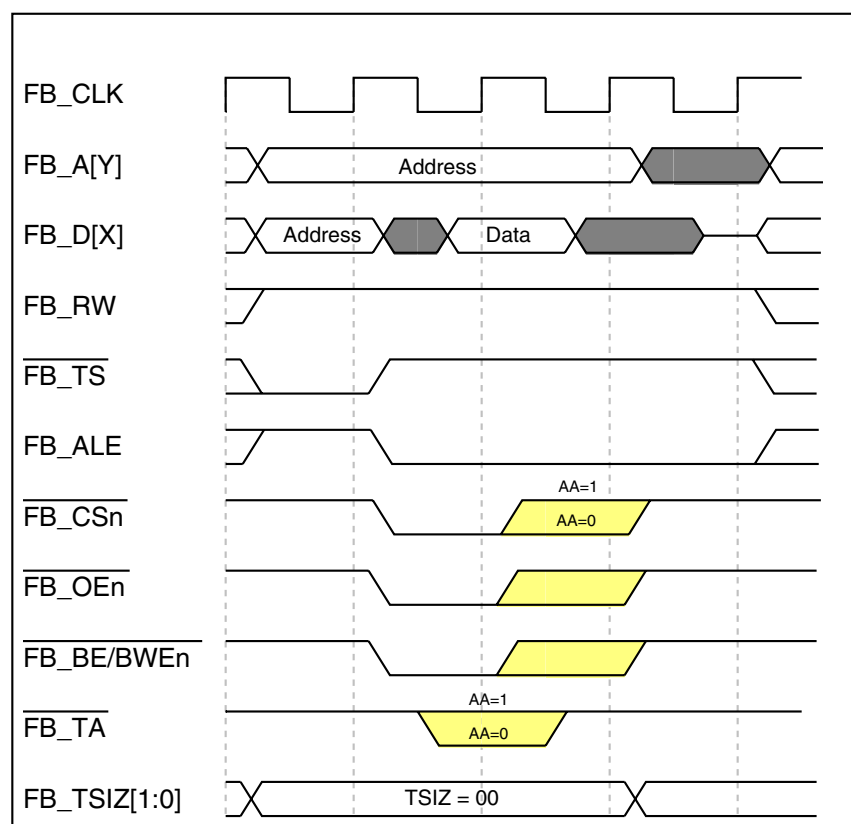 FB_CLK
FB_A[Y]
Address
FB_D[X]
Address
Data
FB_RW
FB_TS
FB_ALE
AA=1
FB_CSn
AA=0
FB_OEn
FB_BE/BWEn
AA=1
FB_TA
AA=0
FB_TSIZ[1:0]
TSIZ = 00